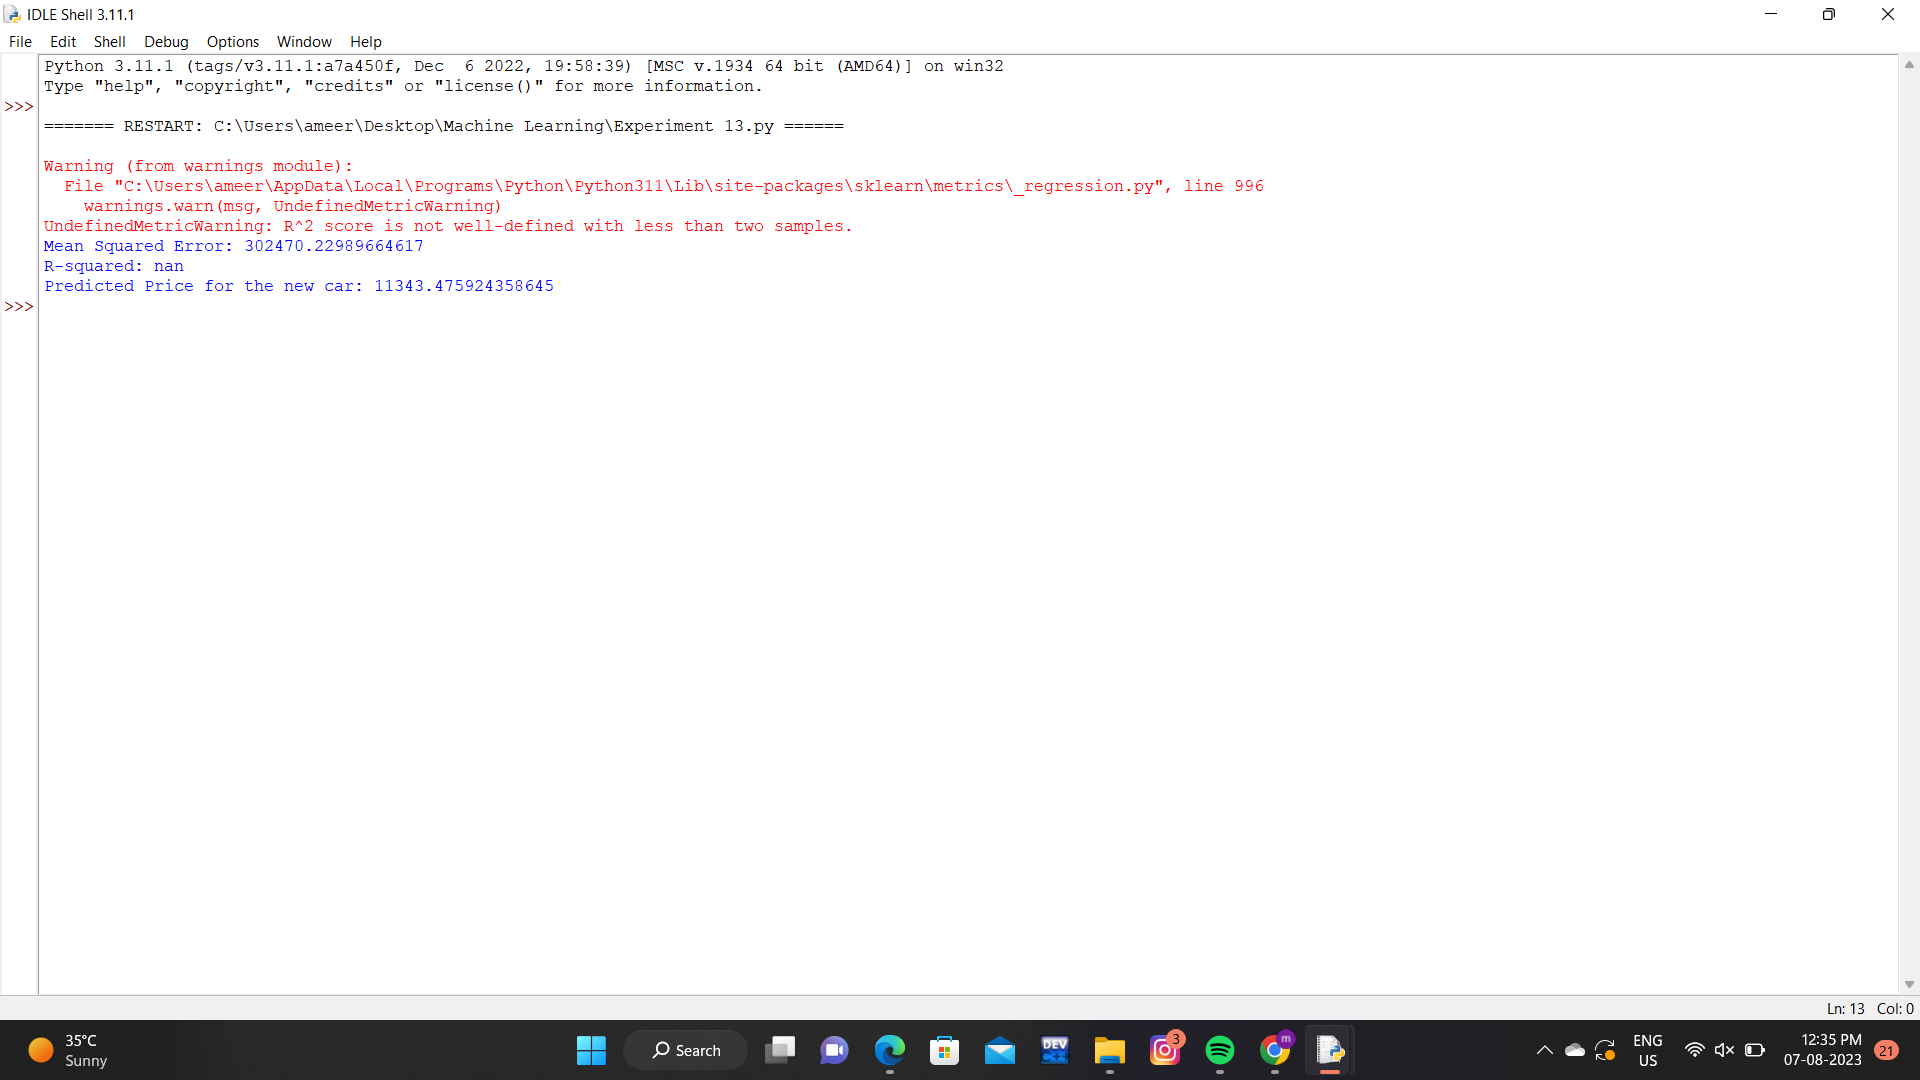 IDLE Shell 3.11.1
File Edit Shell Debug Options Window Help
Python 3.11.1 (tags/v3.11.1:a7a450f, Dec  6 2022, 19:58:39) [MSC v.1934 64 bit (AMD64)] on win32
Type "help", "copyright", "credits" or "license()" for more information.
>>>
======= RESTART: C:\Users\ameer\Desktop\Machine Learning\Experiment 13.py ======
Warning (from warnings module):
  File "C:\Users\ameer\AppData\Local\Programs\Python\Python311\Lib\site-packages\sklearn\metrics\_regression.py", line 996
    warnings.warn(msg, UndefinedMetricWarning)
UndefinedMetricWarning: R^2 score is not well-defined with less than two samples.
Mean Squared Error: 302470.22989664617
R-squared: nan
Predicted Price for the new car: 11343.475924358645
>>>
Ln: 13 Col: 0
35°C
Sunny
Search
DEV
C++
3
m
ENG
US
12:35 PM
07-08-2023
21